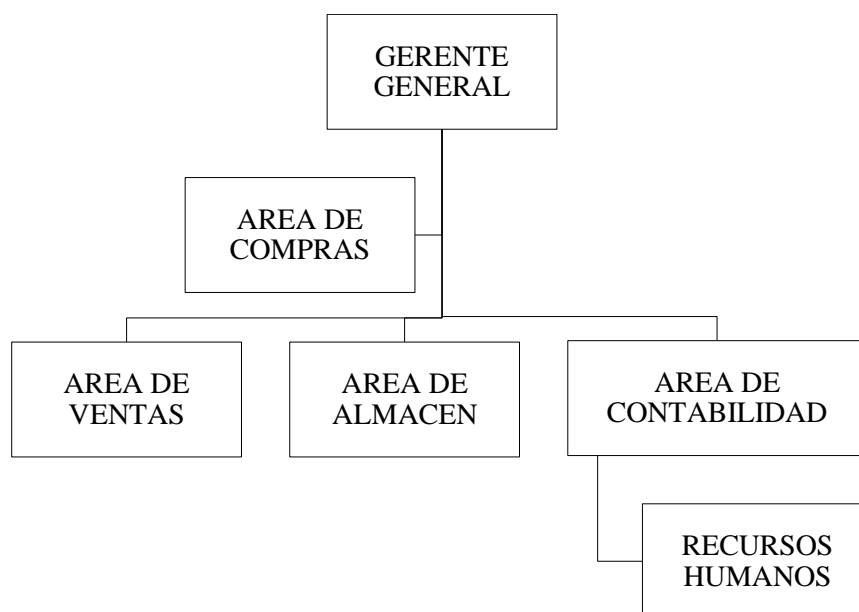 GERENTE
GENERAL
AREA DE
COMPRAS
AREA DE
VENTAS
AREA DE
ALMACEN
AREA DE
CONTABILIDAD
RECURSOS
HUMANOS